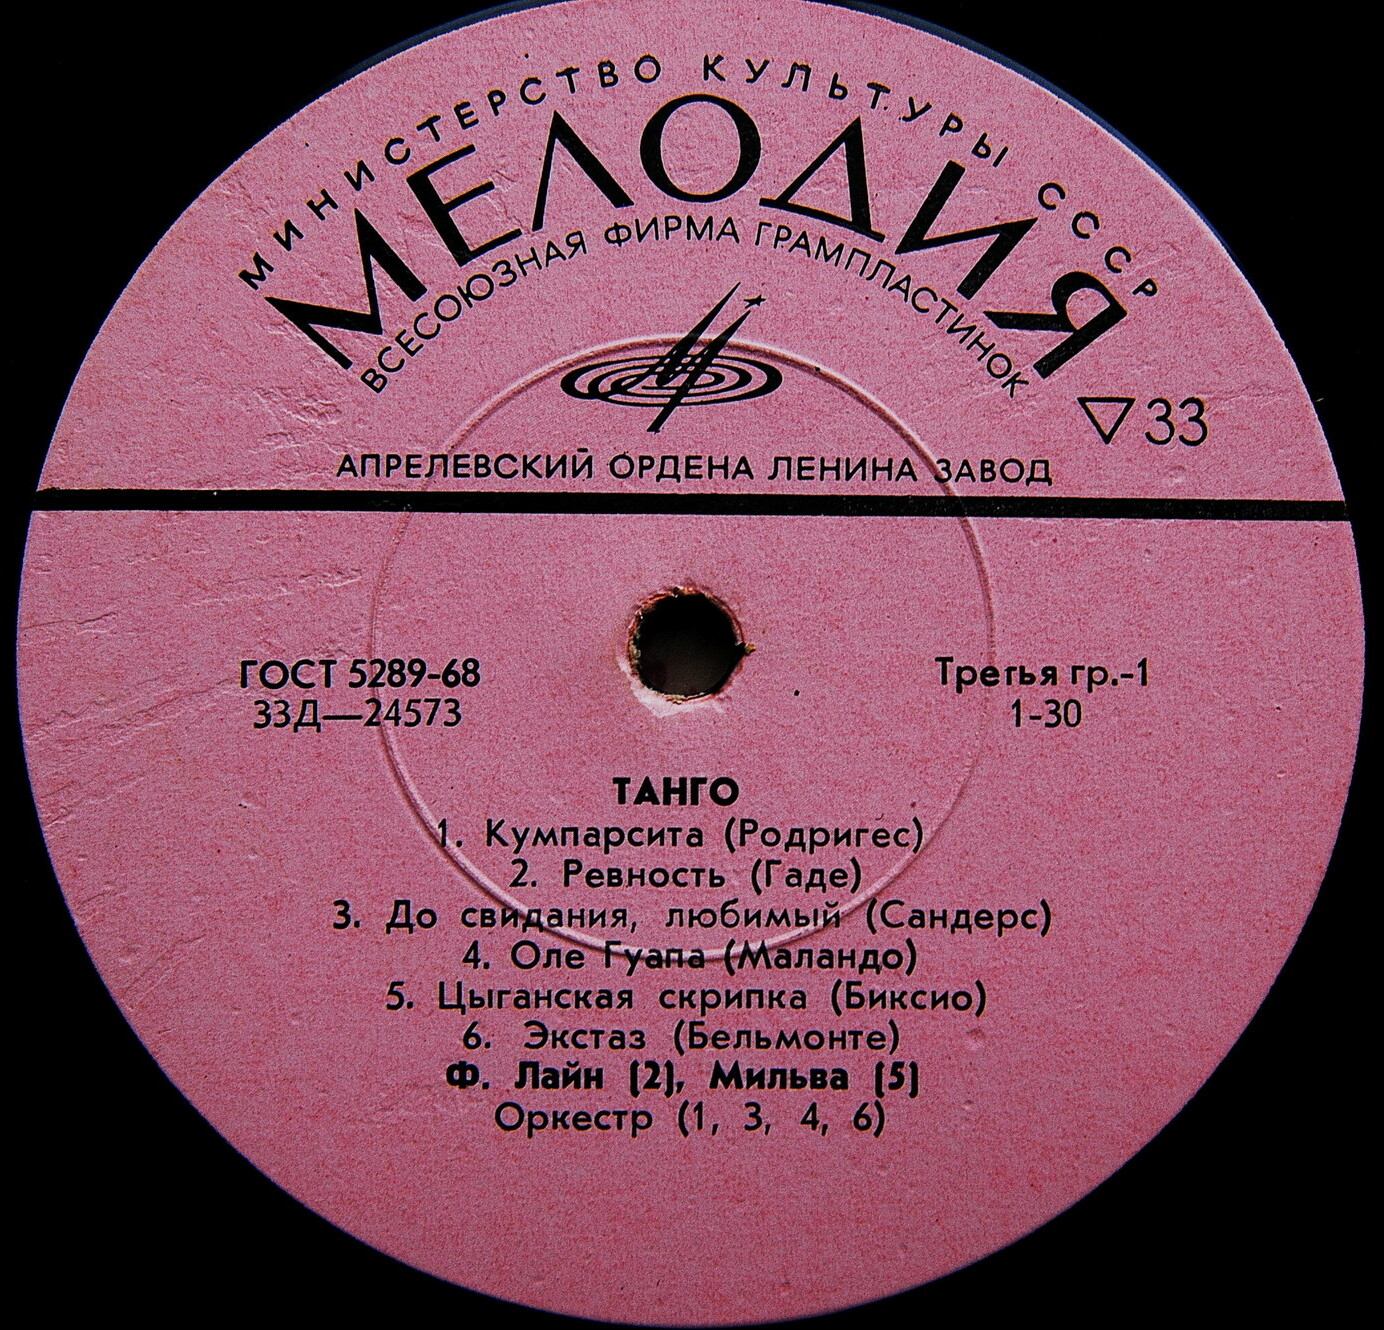 МИНИСТЕРСТВО КУЛЬТУРЫ СССР
МЕЛОДИЯ
ВСЕСОЮЗНАЯ ФИРМА ГРАМПЛАСТИНОК
33
АПРЕЛЕВСКИЙ ОРДЕНА ЛЕНИНА ЗАВОД
ГОСТ 5289-68
33Д—24573
Третья гр.-1
1-30
ТАНГО
1. Кумпарсита (Родригес)
2. Ревность (Гаде)
3. До свидания, любимый (Сандерс)
4. Оле Гуапа (Маландо)
5. Цыганская скрипка (Биксио)
6. Экстаз (Бельмонте)
Ф. Лайн (2), Мильва (5)
Оркестр (1, 3, 4, 6)